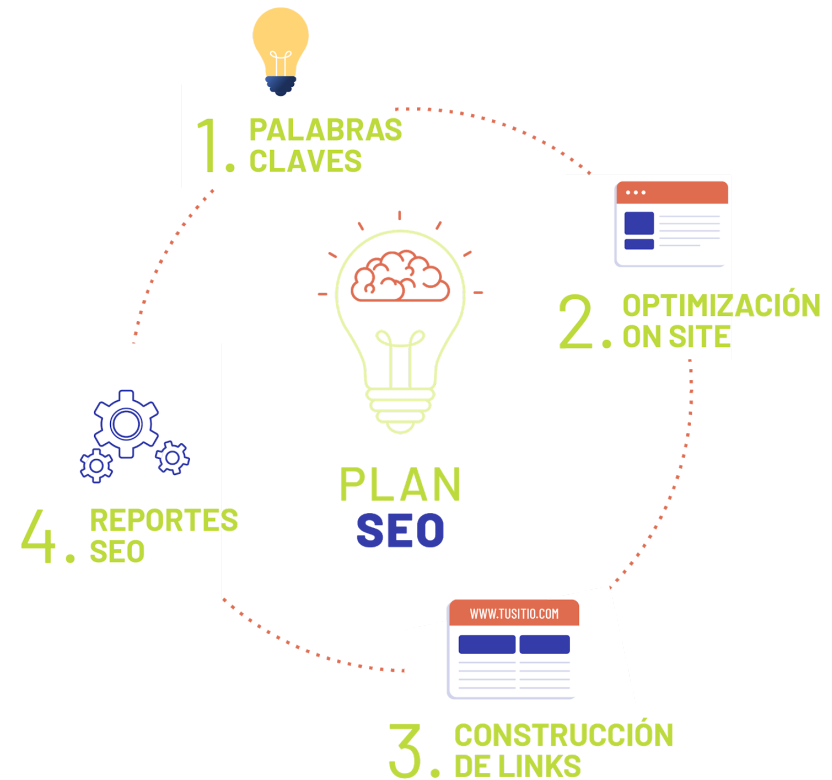 1. PALABRAS
CLAVES
2. OPTIMIZACIÓN
ON SITE
PLAN
SEO
4. REPORTES
SEO
WWW.TUSITIO.COM
3. CONSTRUCCIÓN
DE LINKS